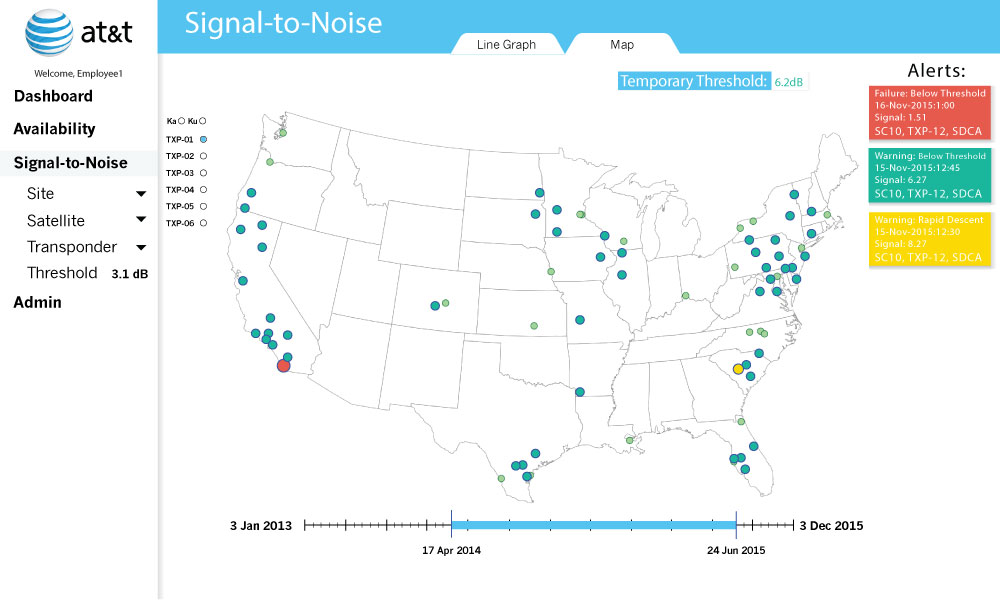 at&t
Welcome, Employee1
Dashboard
Availability
Signal-to-Noise
Site
Satellite
Transponder
Threshold 3.1 dB
Admin
Signal-to-Noise
Line Graph
Map
Temporary Threshold: 6.2dB
Ka Ku
TXP-01
TXP-02
TXP-03
TXP-04
TXP-05
TXP-06
Alerts:
Failure: Below Threshold
16-Nov-2015:1:00
Signal: 1.51
SC10, TXP-12, SDCA
Warning: Below Threshold
15-Nov-2015:12:45
Signal: 6.27
SC10, TXP-12, SDCA
Warning: Rapid Descent
15-Nov-2015:12:30
Signal: 8.27
SC10, TXP-12, SDCA
3 Jan 2013
3 Dec 2015
17 Apr 2014
24 Jun 2015